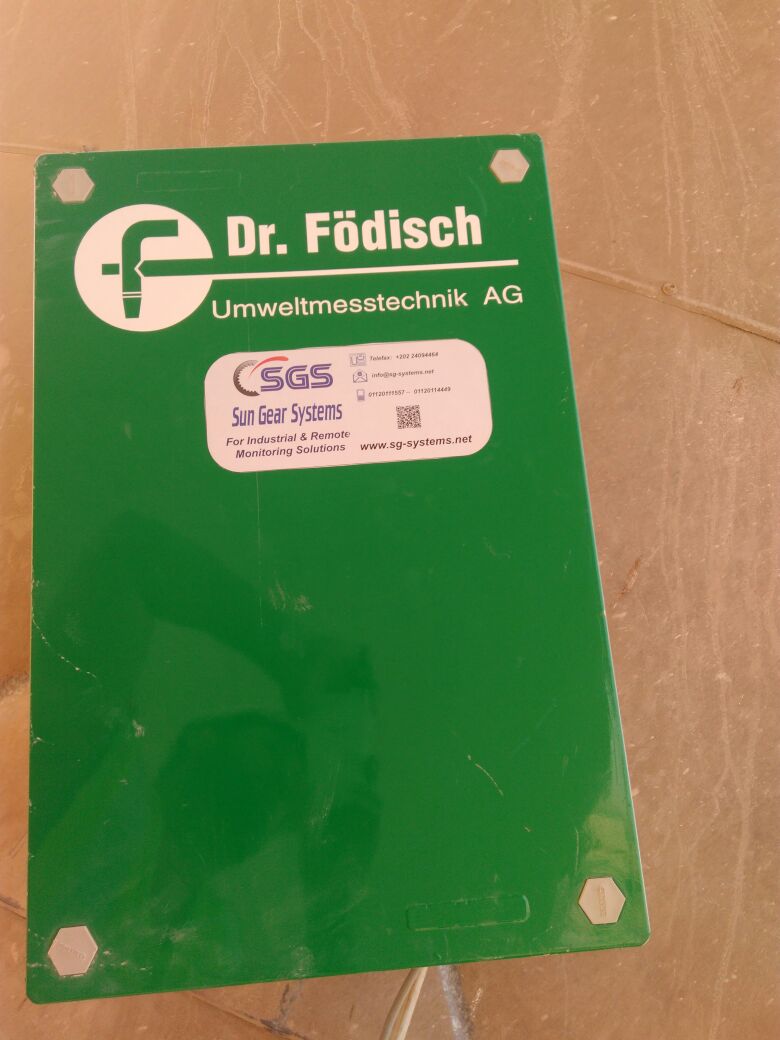 Dr. Födisch
Umweltmesstechnik AG
SGS
Sun Gear Systems
For Industrial & Remote
Monitoring Solutions
Telefax: +202 24094464
info@sg-systems.net
01120111557 – 01120114449
www.sg-systems.net